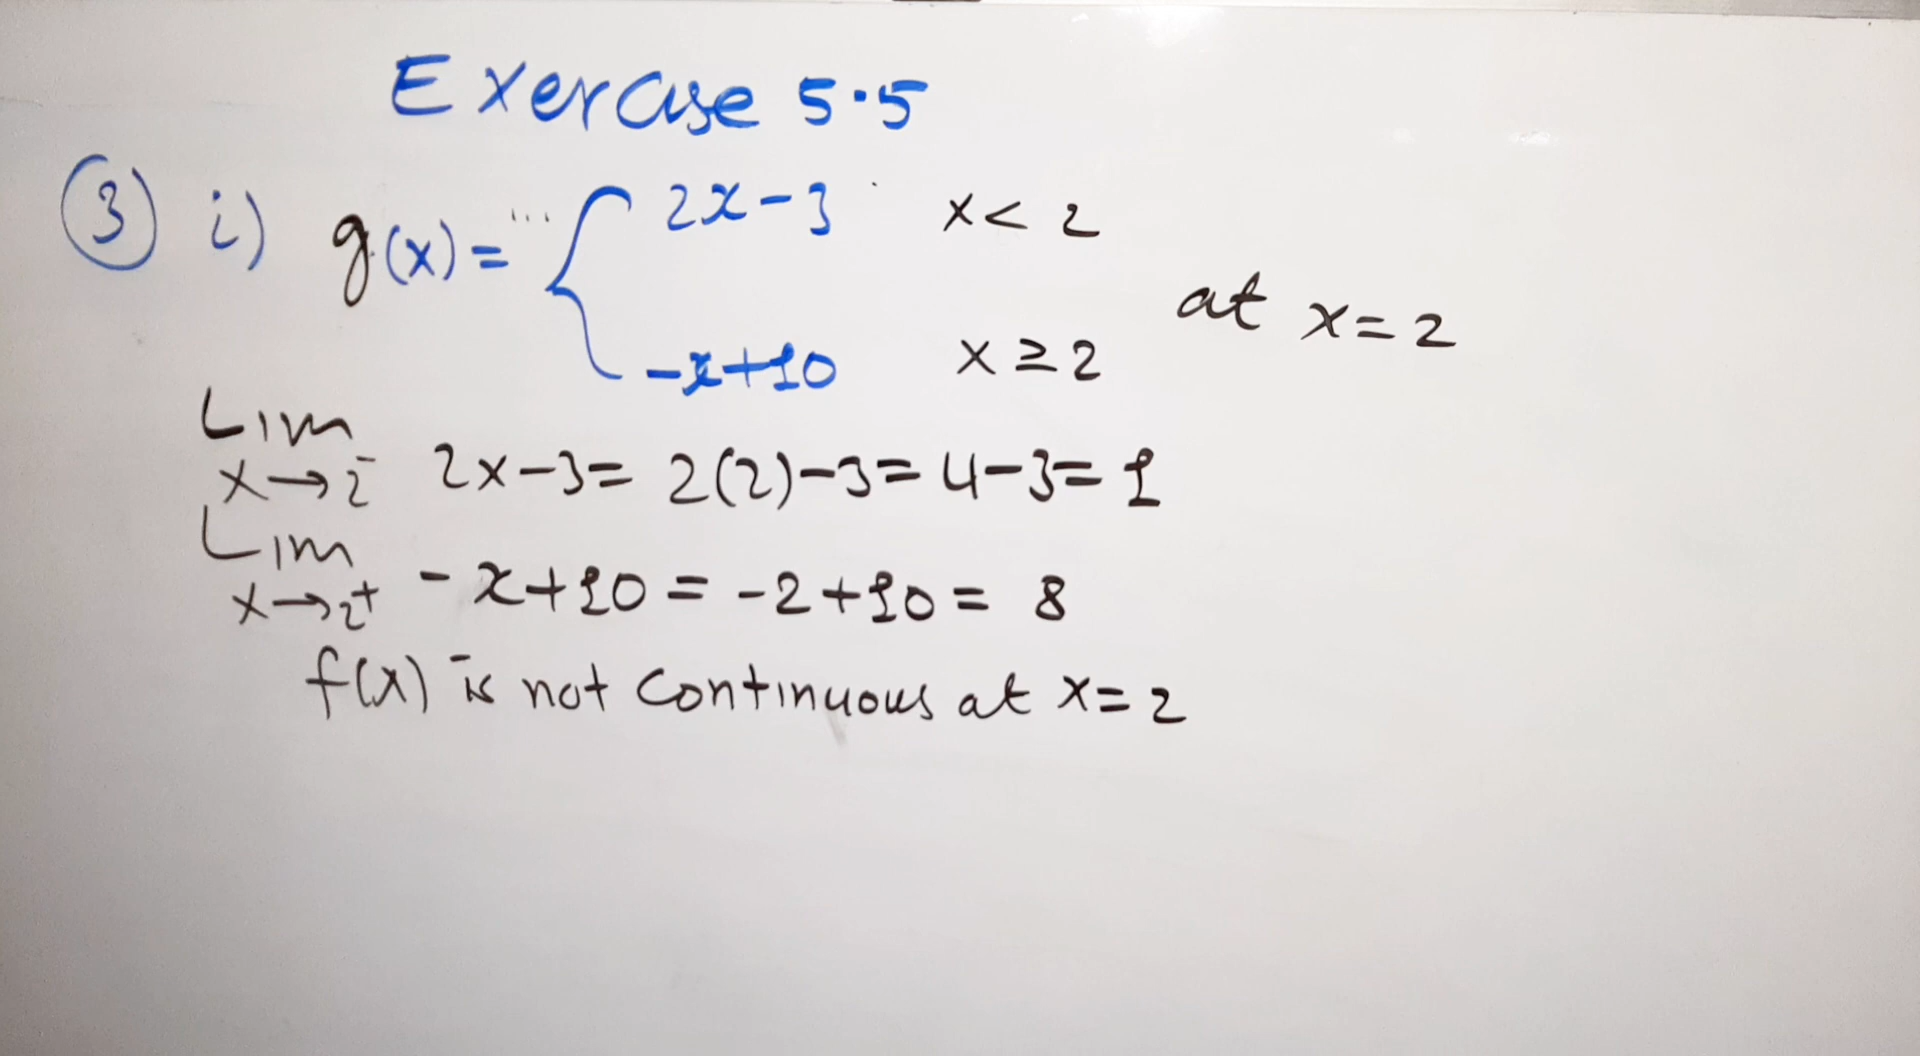 Exercise 5.5
③ i) g(x) = { 2x-3 x< 2
-x+10 x ≥ 2
at x=2
Lim x→2⁻ 2x-3= 2(2)-3= 4-3= 1
Lim x→2⁺ -x+10 = -2+10 = 8
f(x) is not continuous at x=2